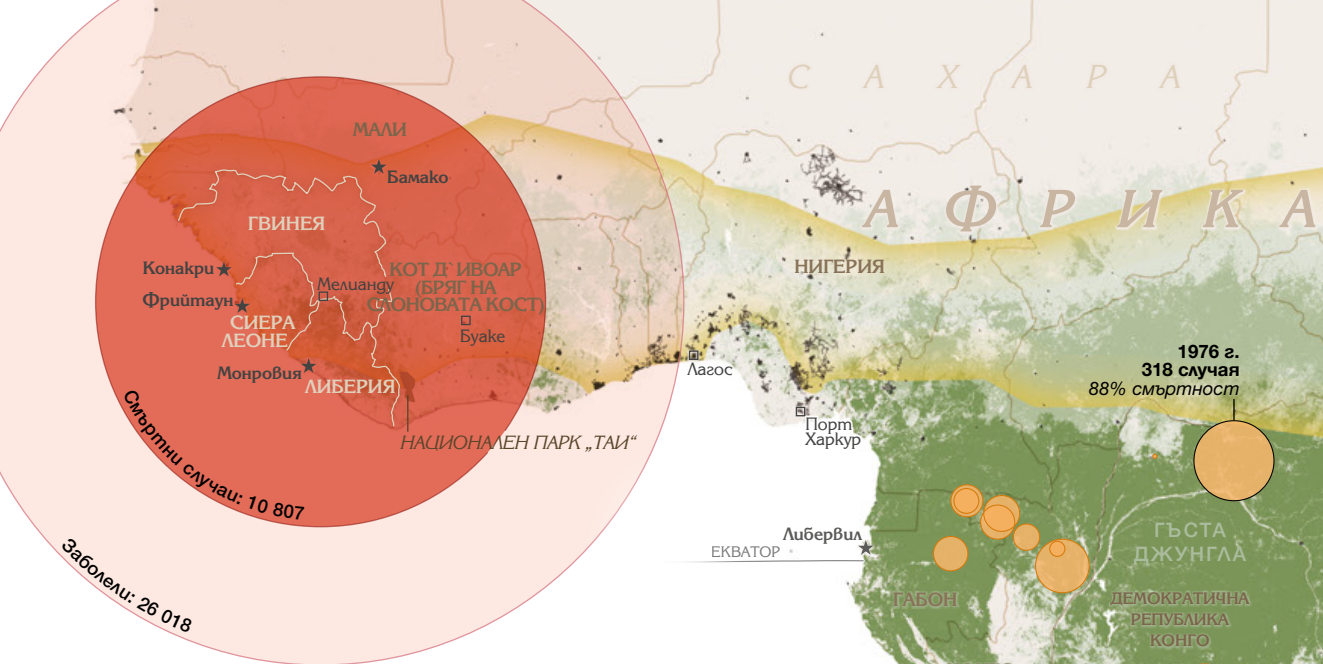 САХАРА
АФРИКА
МАЛИ
Бамако
ГВИНЕЯ
Конакри
Фрийтаун
СИЕРА
ЛЕОНЕ
Мелианду
КОТ Д`ИВОАР
(БРЯГ НА
СЛОНОВАТА КОСТ)
Буаке
Монровия
ЛИБЕРИЯ
НАЦИОНАЛЕН ПАРК „ТАИ“
Смъртни случаи: 10 807
Заболели: 26 018
НИГЕРИЯ
Лагос
Порт
Харкур
1976 г.
318 случая
88% смъртност
Либервил
ЕКВАТОР
ГАБОН
ГЪСТА
ДЖУНГЛА
ДЕМОКРАТИЧНА
РЕПУБЛИКА
КОНГО